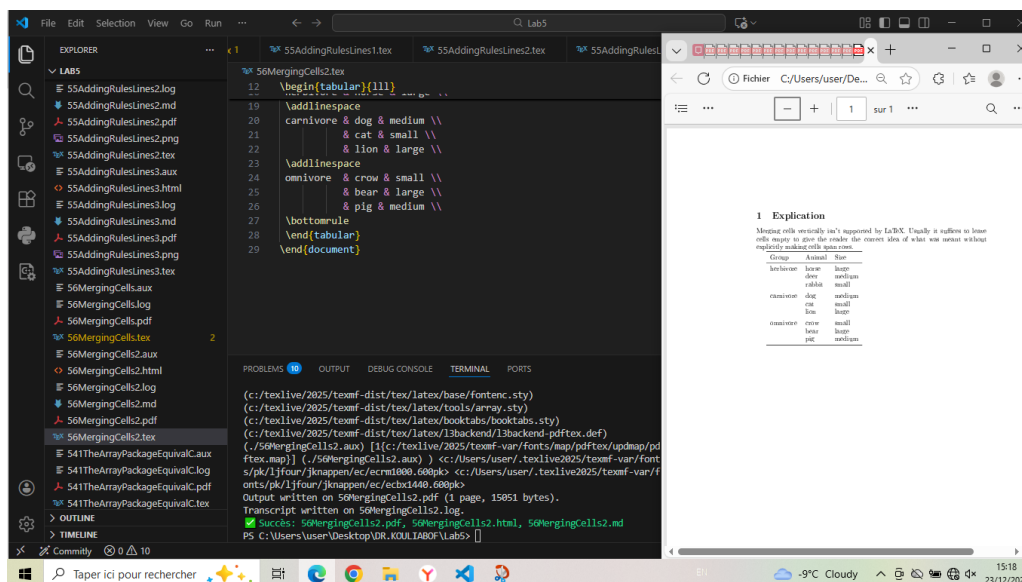 File Edit Selection View Go Run ··· Lab5
EXPLORER ···
LAB5
55AddingRulesLines2.log
55AddingRulesLines2.md
55AddingRulesLines2.pdf
55AddingRulesLines2.png
55AddingRulesLines2.tex
55AddingRulesLines3.aux
55AddingRulesLines3.html
55AddingRulesLines3.log
55AddingRulesLines3.md
55AddingRulesLines3.pdf
55AddingRulesLines3.png
55AddingRulesLines3.tex
56MergingCells.aux
56MergingCells.log
56MergingCells.pdf
56MergingCells.tex 2
56MergingCells2.aux
56MergingCells2.html
56MergingCells2.log
56MergingCells2.md
56MergingCells2.pdf
56MergingCells2.tex
541TheArrayPackageEquivalC.aux
541TheArrayPackageEquivalC.log
541TheArrayPackageEquivalC.pdf
541TheArrayPackageEquivalC.tex
OUTLINE
TIMELINE
1 55AddingRulesLines1.tex 55AddingRulesLines2.tex 55AddingRulesL
56MergingCells2.tex
12 \begin{tabular}{lll}
19 \addlinespace
20 carnivore & dog & medium \\
21 & cat & small \\
22 & lion & large \\
23 \addlinespace
24 omnivore & crow & small \\
25 & bear & large \\
26 & pig & medium \\
27 \bottomrule
28 \end{tabular}
29 \end{document}
PROBLEMS 10 OUTPUT DEBUG CONSOLE TERMINAL PORTS
(c:/texlive/2025/texmf-dist/tex/latex/base/fontenc.sty)
(c:/texlive/2025/texmf-dist/tex/latex/tools/array.sty)
(c:/texlive/2025/texmf-dist/tex/latex/booktabs/booktabs.sty)
(c:/texlive/2025/texmf-dist/tex/latex/l3backend/l3backend-pdftex.def)
(./56MergingCells2.aux) [1{c:/texlive/2025/texmf-var/fonts/map/pdftex/updmap/pd
ftex.map}] (./56MergingCells2.aux) ) <c:/Users/user/.texlive2025/texmf-var/font
s/pk/ljfour/jknappen/ec/ecrm1000.600pk> <c:/Users/user/.texlive2025/texmf-var/f
onts/pk/ljfour/jknappen/ec/ecbx1440.600pk>
Output written on 56MergingCells2.pdf (1 page, 15051 bytes).
Transcript written on 56MergingCells2.log.
Succès: 56MergingCells2.pdf, 56MergingCells2.html, 56MergingCells2.md
PS C:\Users\user\Desktop\DR.KOULIABOF\Lab5>
Fichier C:/Users/user/De...
1 sur 1 ···
1 Explication
Merging cells vertically isn't supported by LaTeX. Usually it suffices to leave
cells empty to give the reader the correct idea of what was meant without
explicitly making cells span rows.
Group Animal Size
herbivore horse large
deer medium
rabbit small
carnivore dog medium
cat small
lion large
omnivore crow small
bear large
pig medium
Commitly 0 10
Taper ici pour rechercher
EN
-9°C Cloudy
15:18